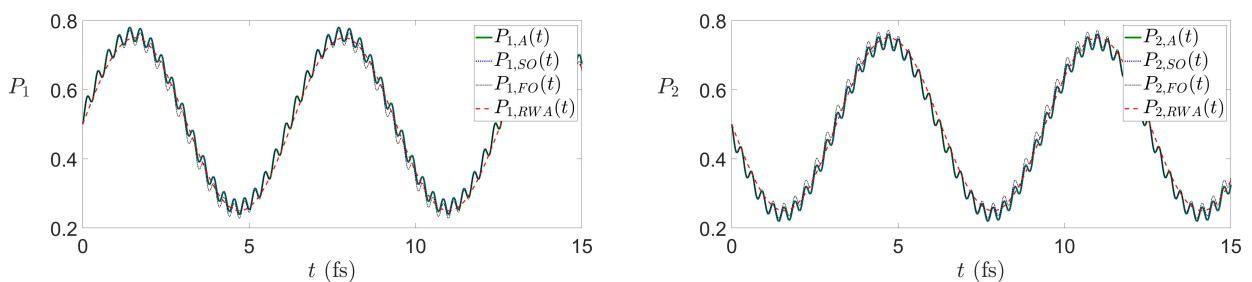 0.8
0.6
0.4
0.2
P₁
0 5 10 15
t (fs)
P₁,A(t)
P₁,SO(t)
P₁,FO(t)
P₁,RWA(t)
0.8
0.6
0.4
0.2
P₂
0 5 10 15
t (fs)
P₂,A(t)
P₂,SO(t)
P₂,FO(t)
P₂,RWA(t)